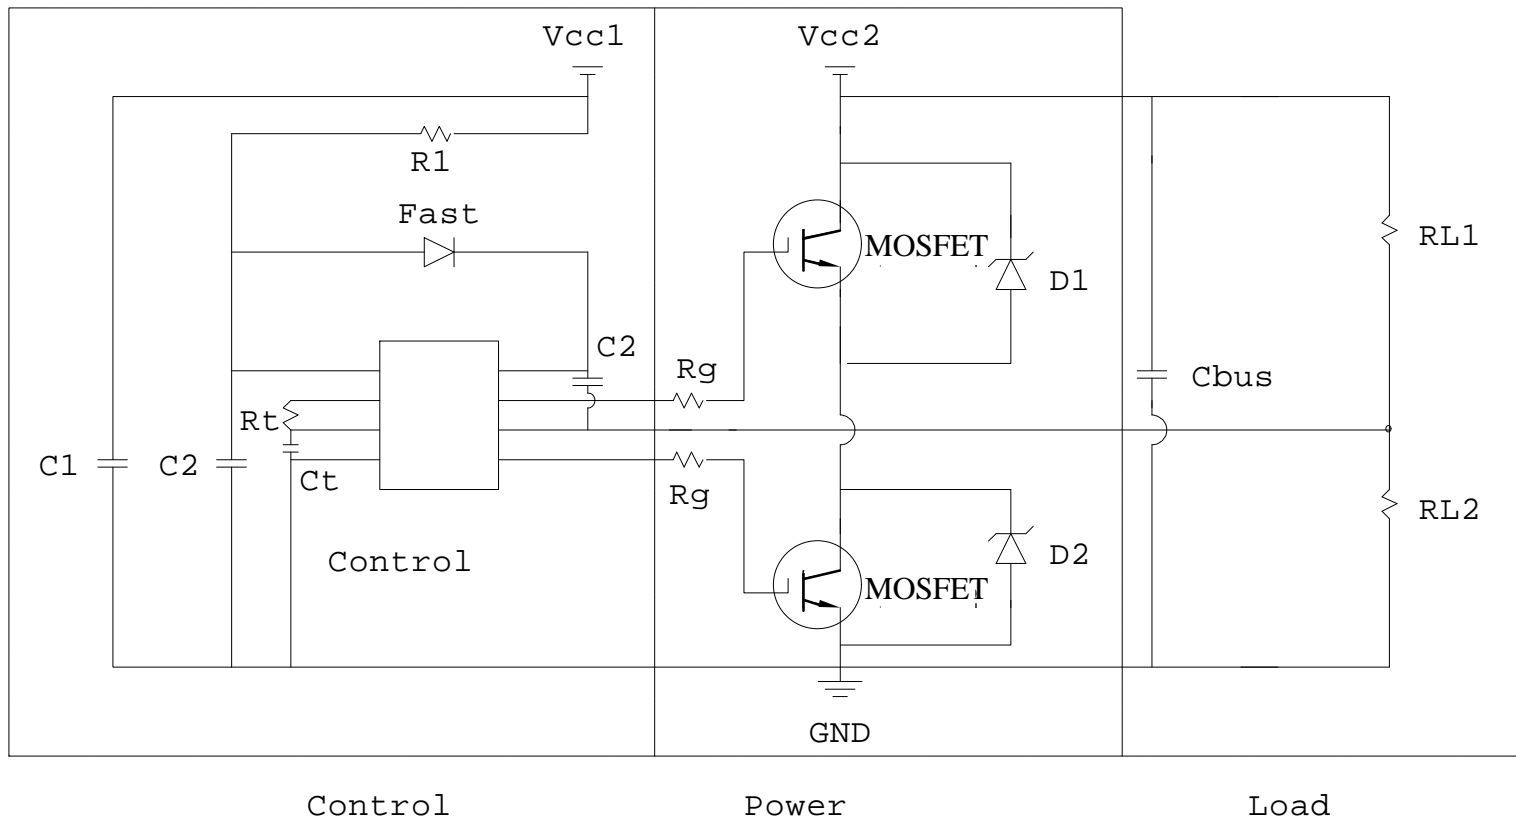 Vcc1
Vcc2
R1
Fast
MOSFET
RL1
D1
C2
Rg
Cbus
Rt
C1
C2
Ct
Rg
RL2
Control
D2
MOSFET
GND
Control
Power
Load